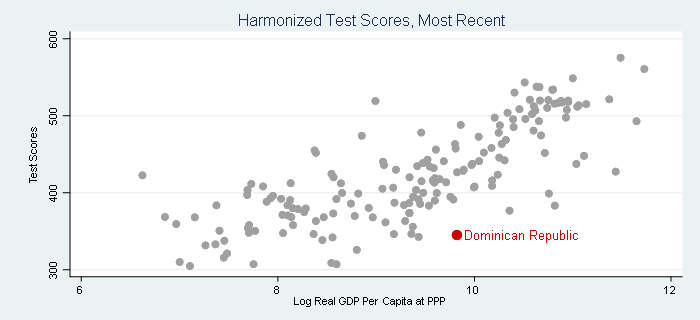 Harmonized Test Scores, Most Recent
600
500
400
300
Test Scores
Dominican Republic
6
8
10
12
Log Real GDP Per Capita at PPP